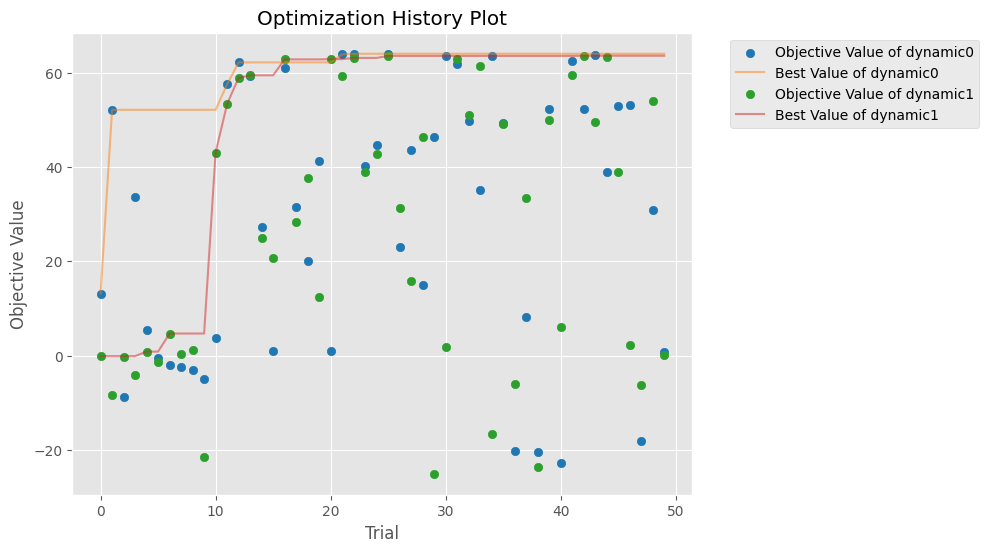 Optimization History Plot
Objective Value of dynamic0
Best Value of dynamic0
Objective Value of dynamic1
Best Value of dynamic1
Objective Value
60
40
20
0
−20
0 10 20 30 40 50
Trial